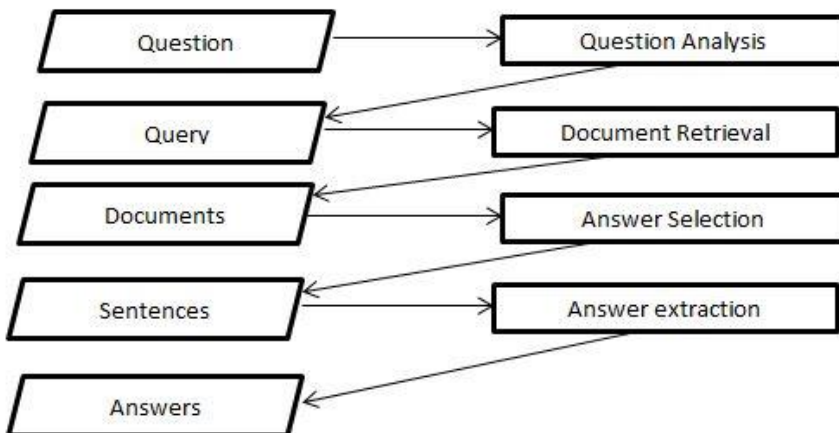 Question
Question Analysis
Query
Document Retrieval
Documents
Answer Selection
Sentences
Answer extraction
Answers